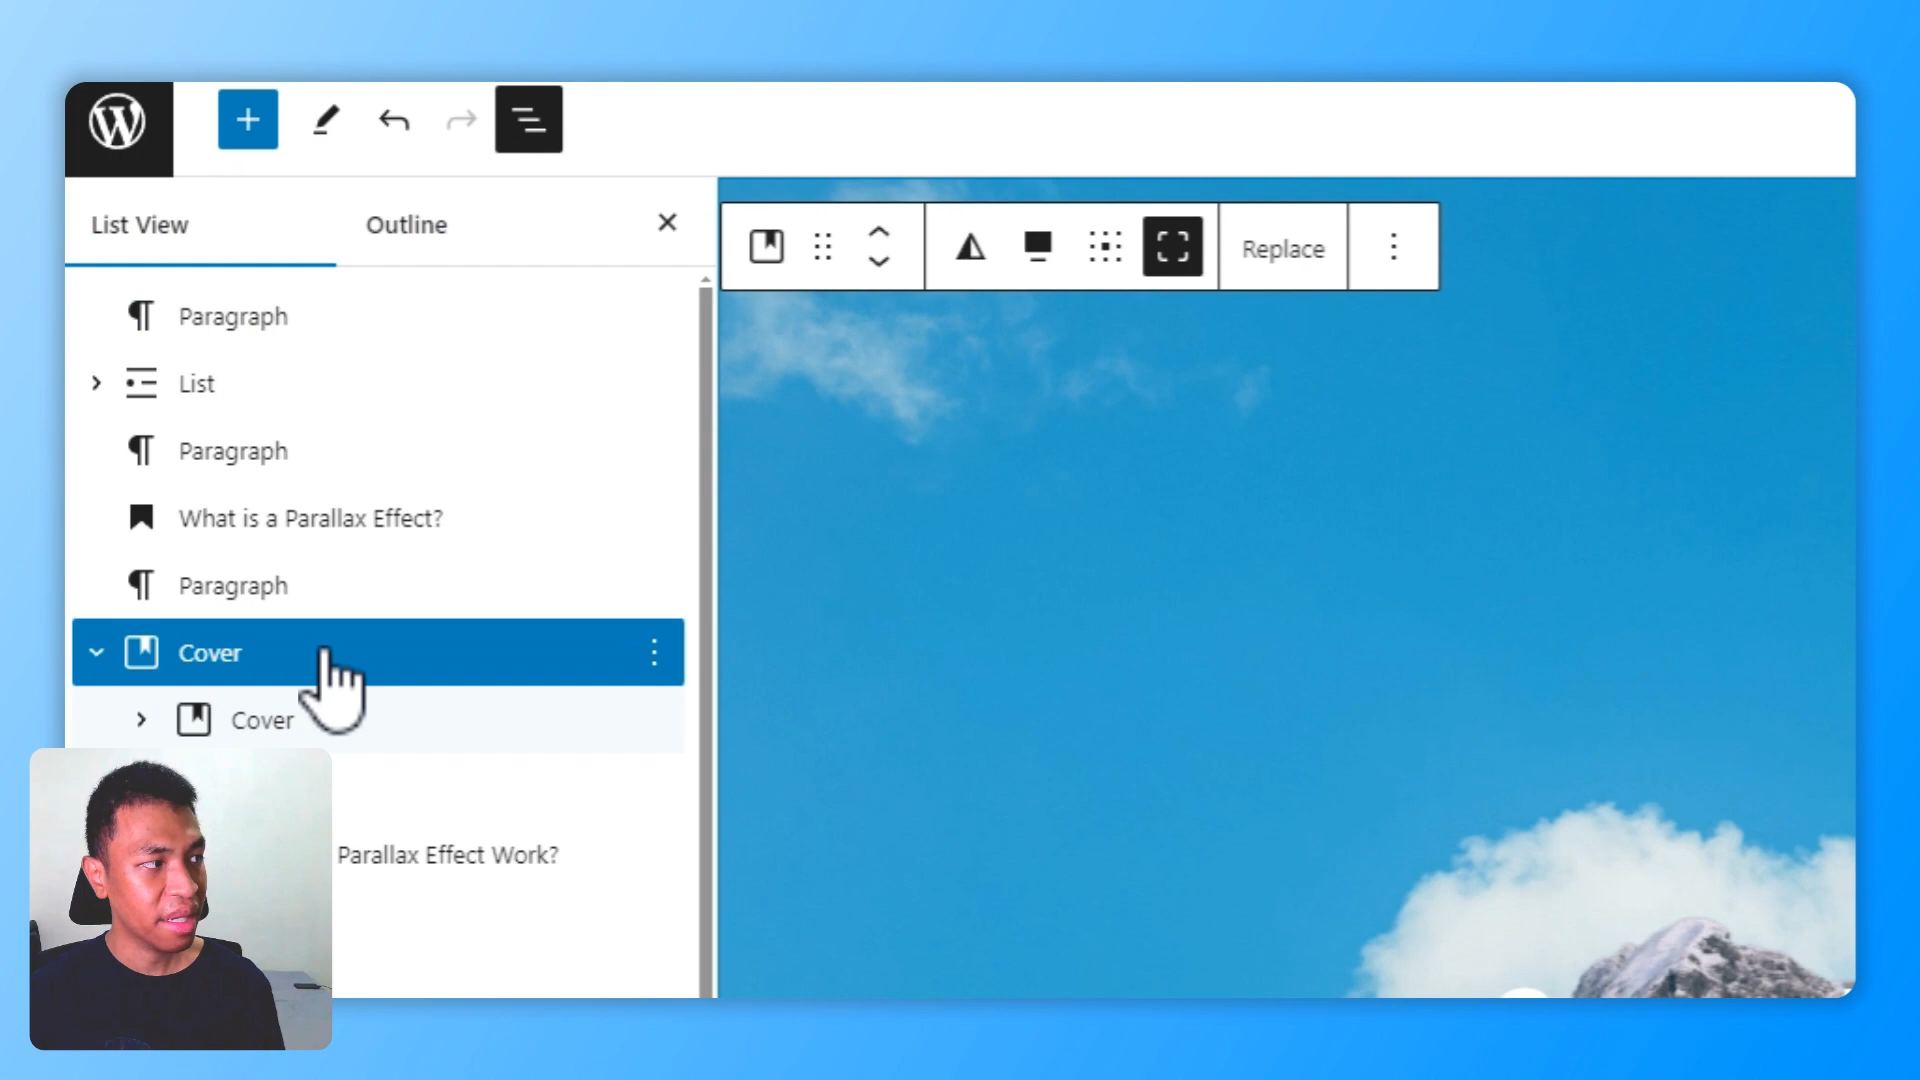 List View
Outline
Replace
Paragraph
List
Paragraph
What is a Parallax Effect?
Paragraph
Cover
Cover
Parallax Effect Work?